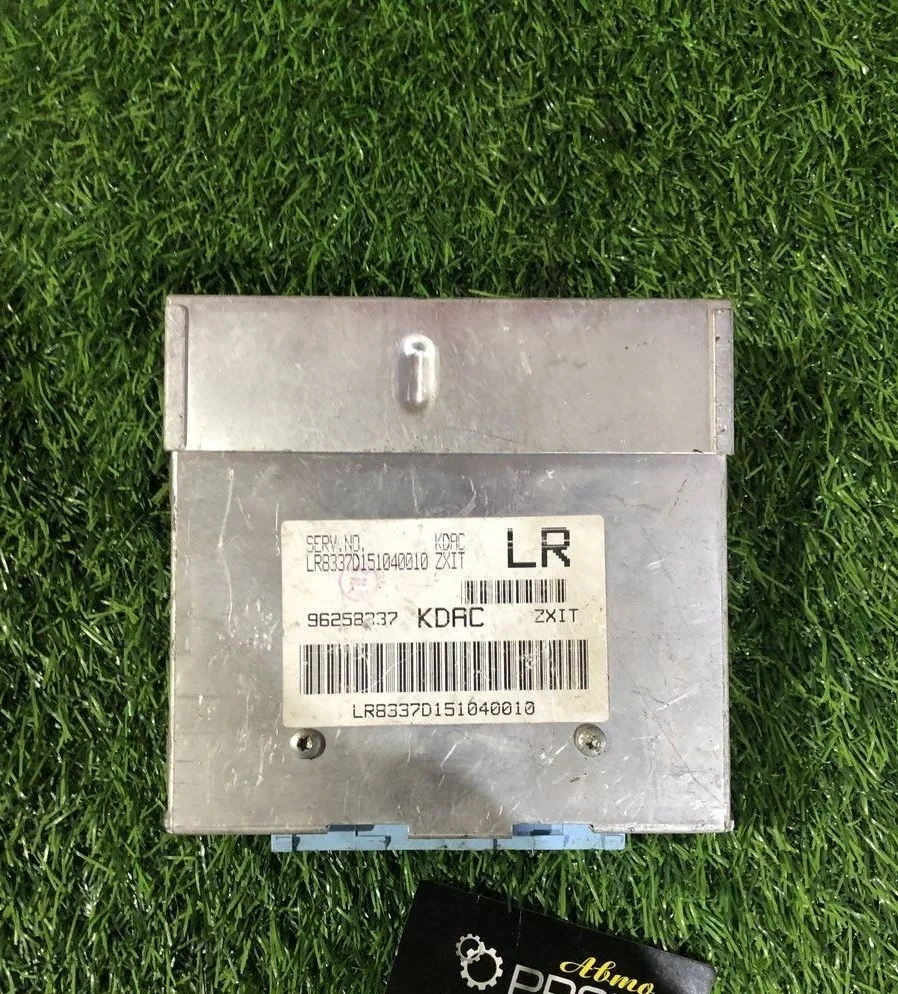 SERV.NO. KDAC
LR8337D151040010 ZXIT
LR
96258337 KDAC ZXIT
LR8337D151040010
Авто